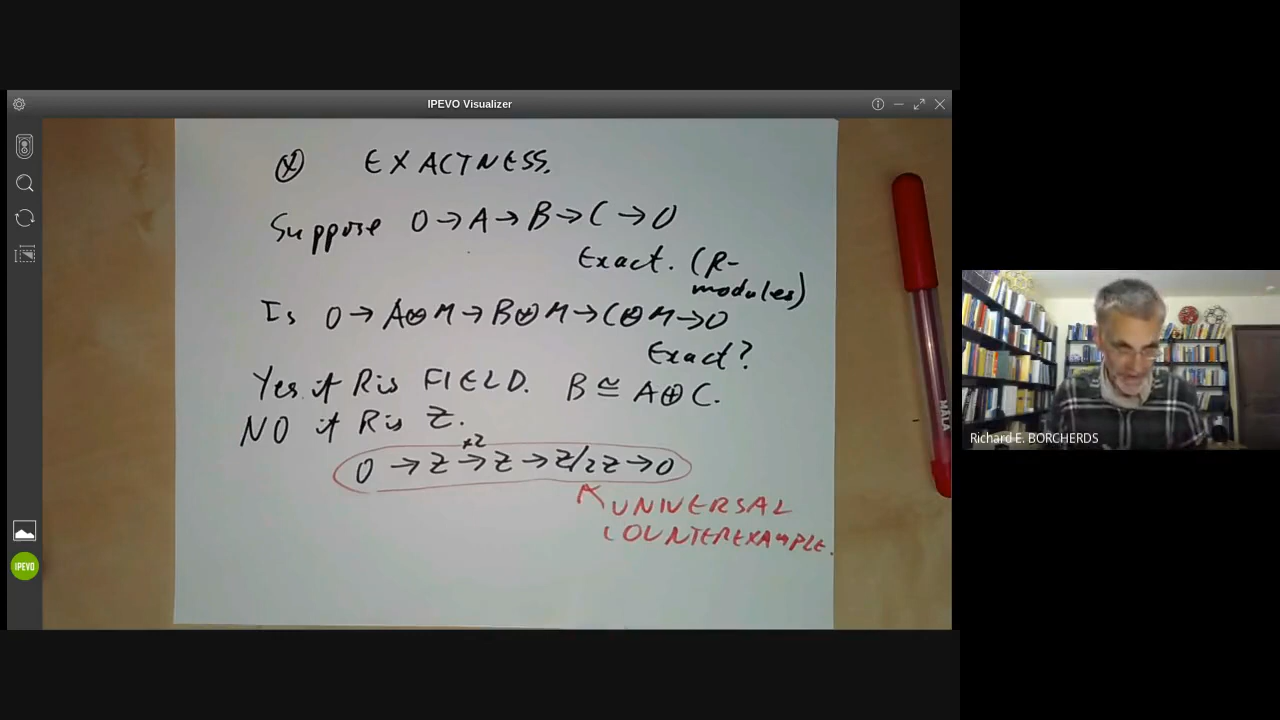 IPEVO Visualizer
⊗ EXACTNESS.
Suppose 0→A→B→C→0
Exact. (R-
modules)
Is 0→A⊗M→B⊗M→C⊗M→0
Exact?
Yes if R is FIELD. B≅A⊕C.
NO if R is Z.
×2
0→Z→Z→Z/2Z→0
UNIVERSAL
COUNTEREXAMPLE.
MALA
IPEVO
Richard E. BORCHERDS